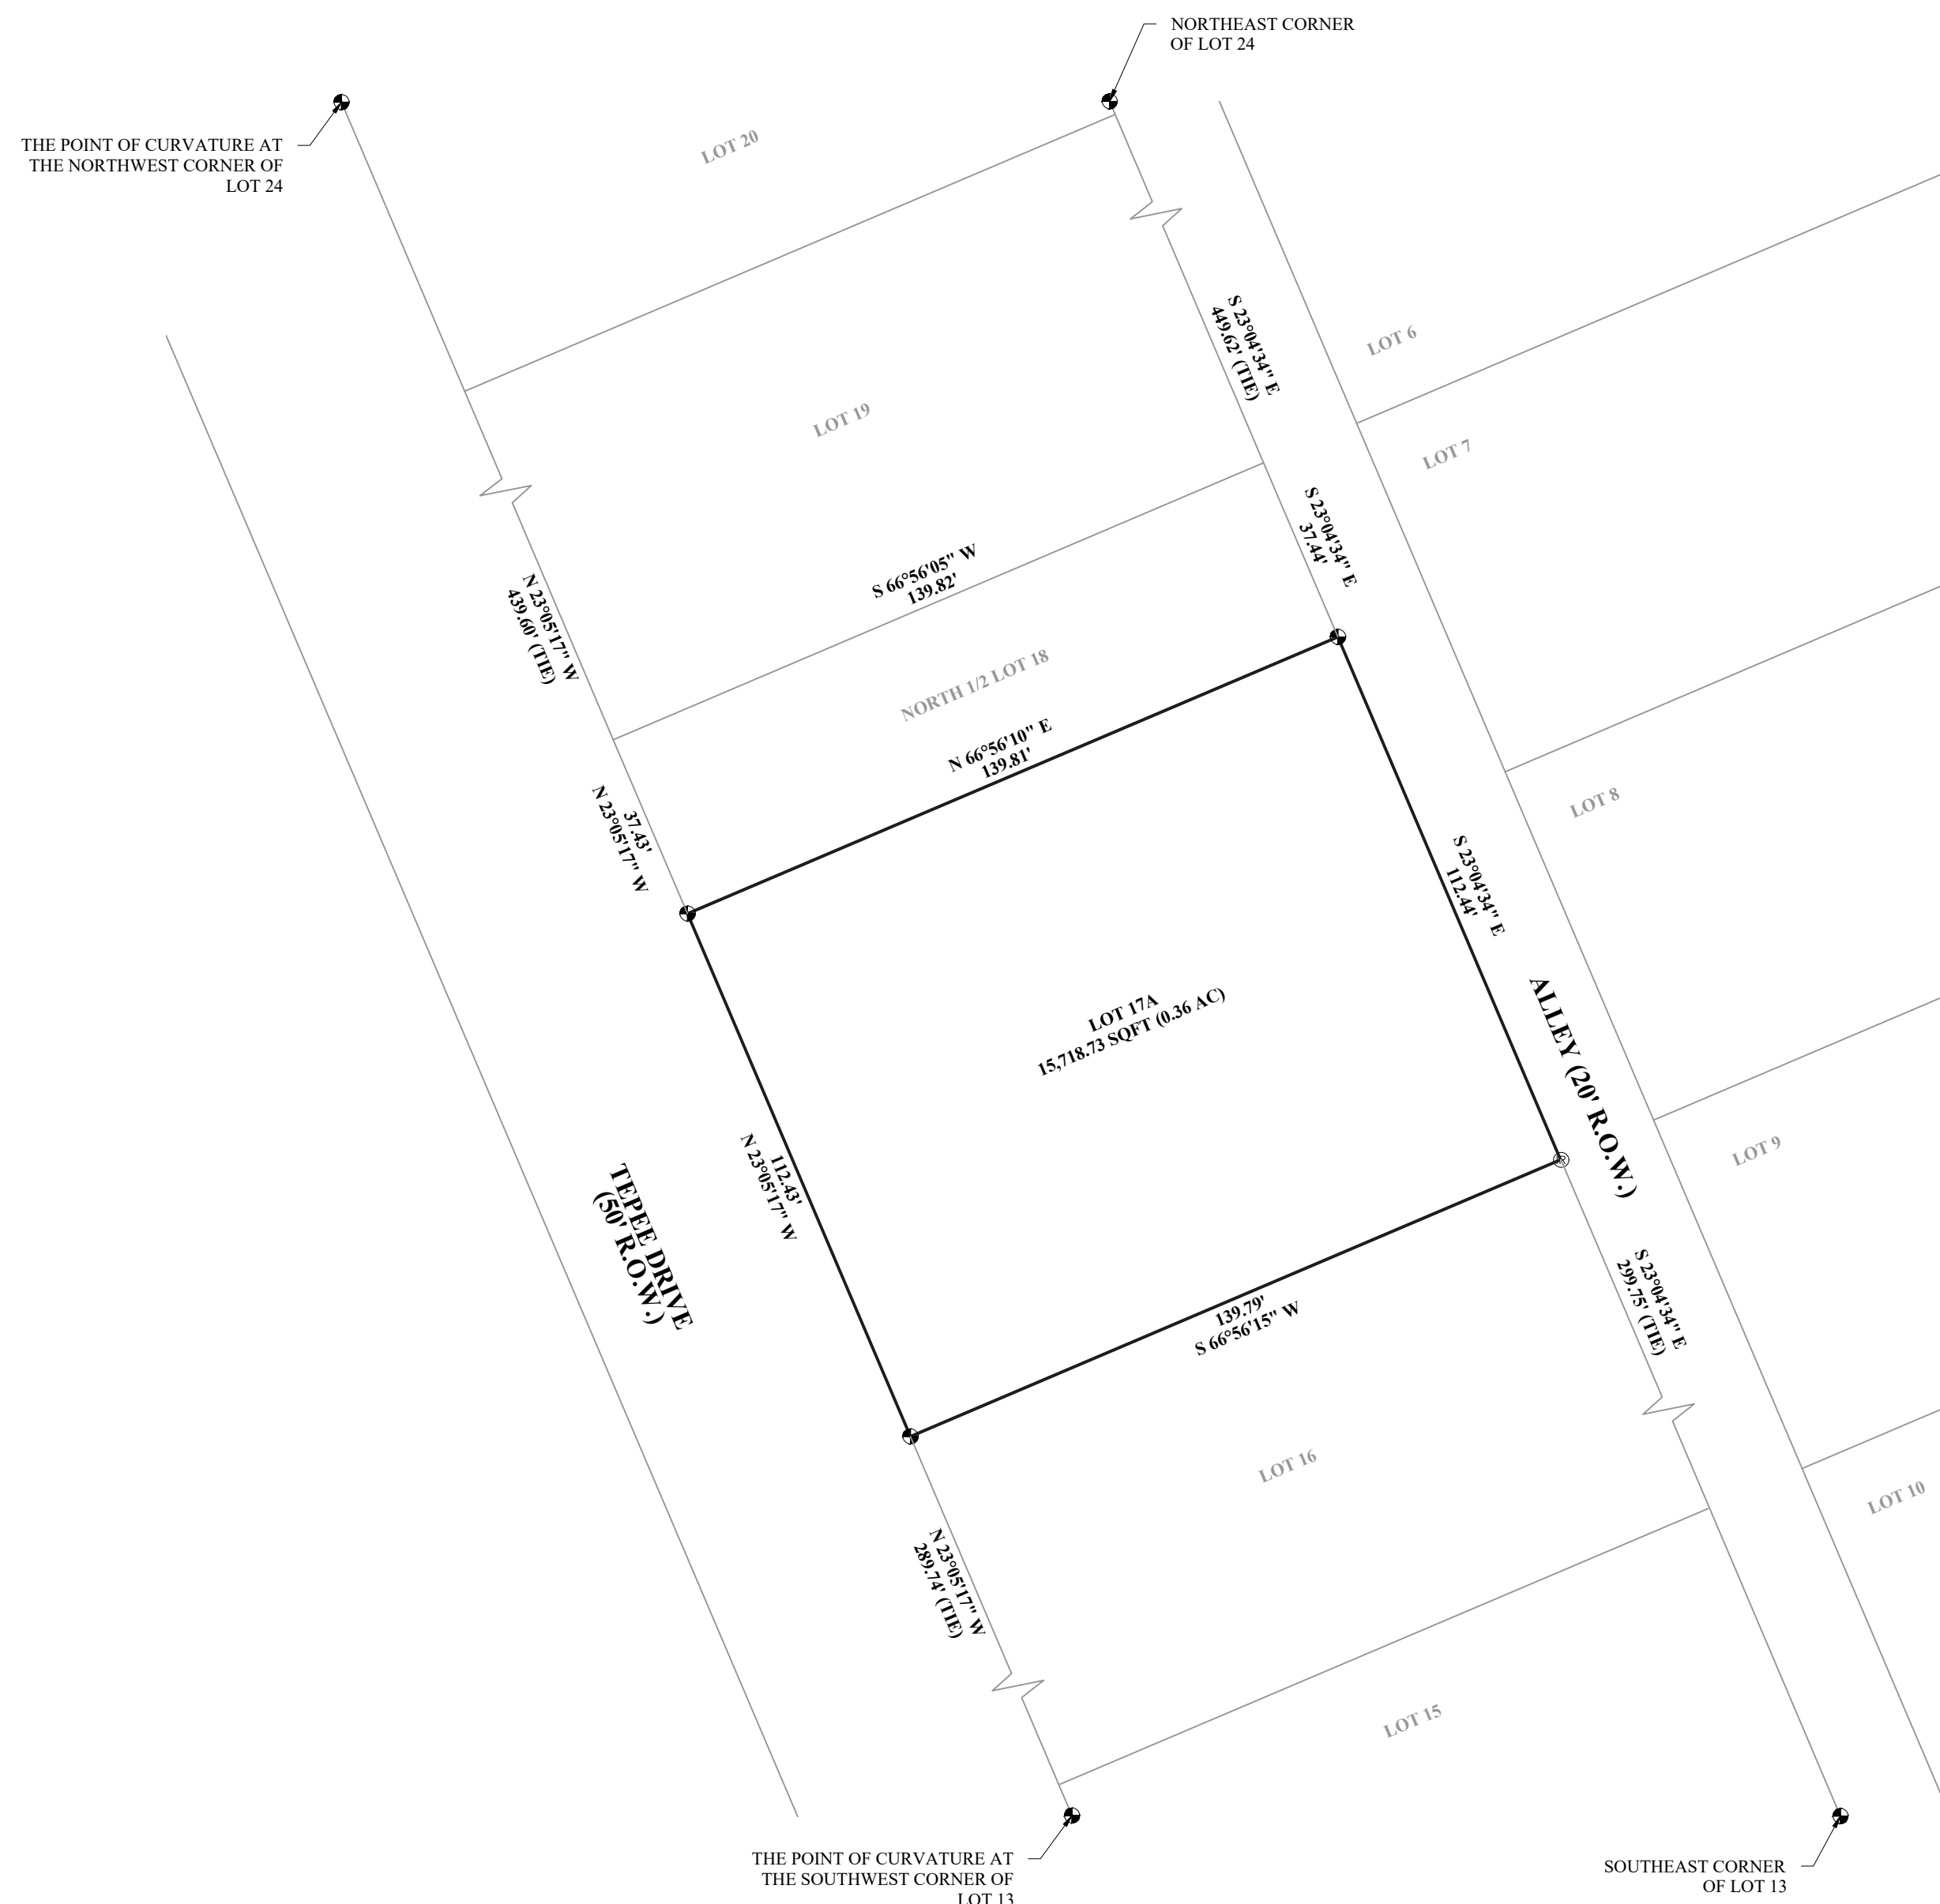 NORTHEAST CORNER
OF LOT 24
THE POINT OF CURVATURE AT
THE NORTHWEST CORNER OF
LOT 24
LOT 20
S 23°04'34" E
449.62' (TIE)
LOT 6
LOT 19
LOT 7
S 23°04'34" E
37.44'
S 66°56'05" W
139.82'
N 23°05'17" W
439.60' (TIE)
NORTH 1/2 LOT 18
N 66°56'10" E
139.81'
37.43'
N 23°05'17" W
LOT 8
S 23°04'34" E
112.44'
LOT 17A
15,718.73 SQFT (0.36 AC)
ALLEY (20' R.O.W.)
LOT 9
112.43'
N 23°05'17" W
TEPEE DRIVE
(50' R.O.W.)
139.79'
S 66°56'15" W
S 23°04'34" E
299.75' (TIE)
LOT 16
LOT 10
N 23°05'17" W
289.74' (TIE)
LOT 15
THE POINT OF CURVATURE AT
THE SOUTHWEST CORNER OF
LOT 13
SOUTHEAST CORNER
OF LOT 13